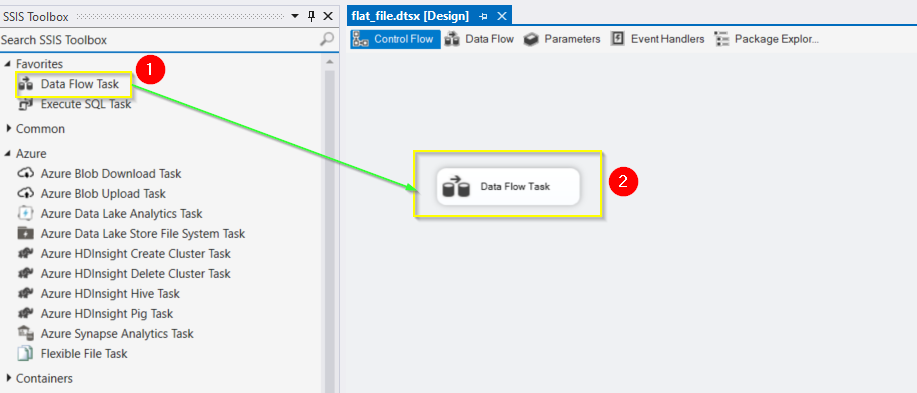 SSIS Toolbox
Search SSIS Toolbox
Favorites
Data Flow Task
1
Execute SQL Task
Common
Azure
Azure Blob Download Task
Azure Blob Upload Task
Azure Data Lake Analytics Task
Azure Data Lake Store File System Task
Azure HDInsight Create Cluster Task
Azure HDInsight Delete Cluster Task
Azure HDInsight Hive Task
Azure HDInsight Pig Task
Azure Synapse Analytics Task
Flexible File Task
Containers
flat_file.dtsx [Design]
Control Flow Data Flow Parameters Event Handlers Package Explor...
Data Flow Task
2